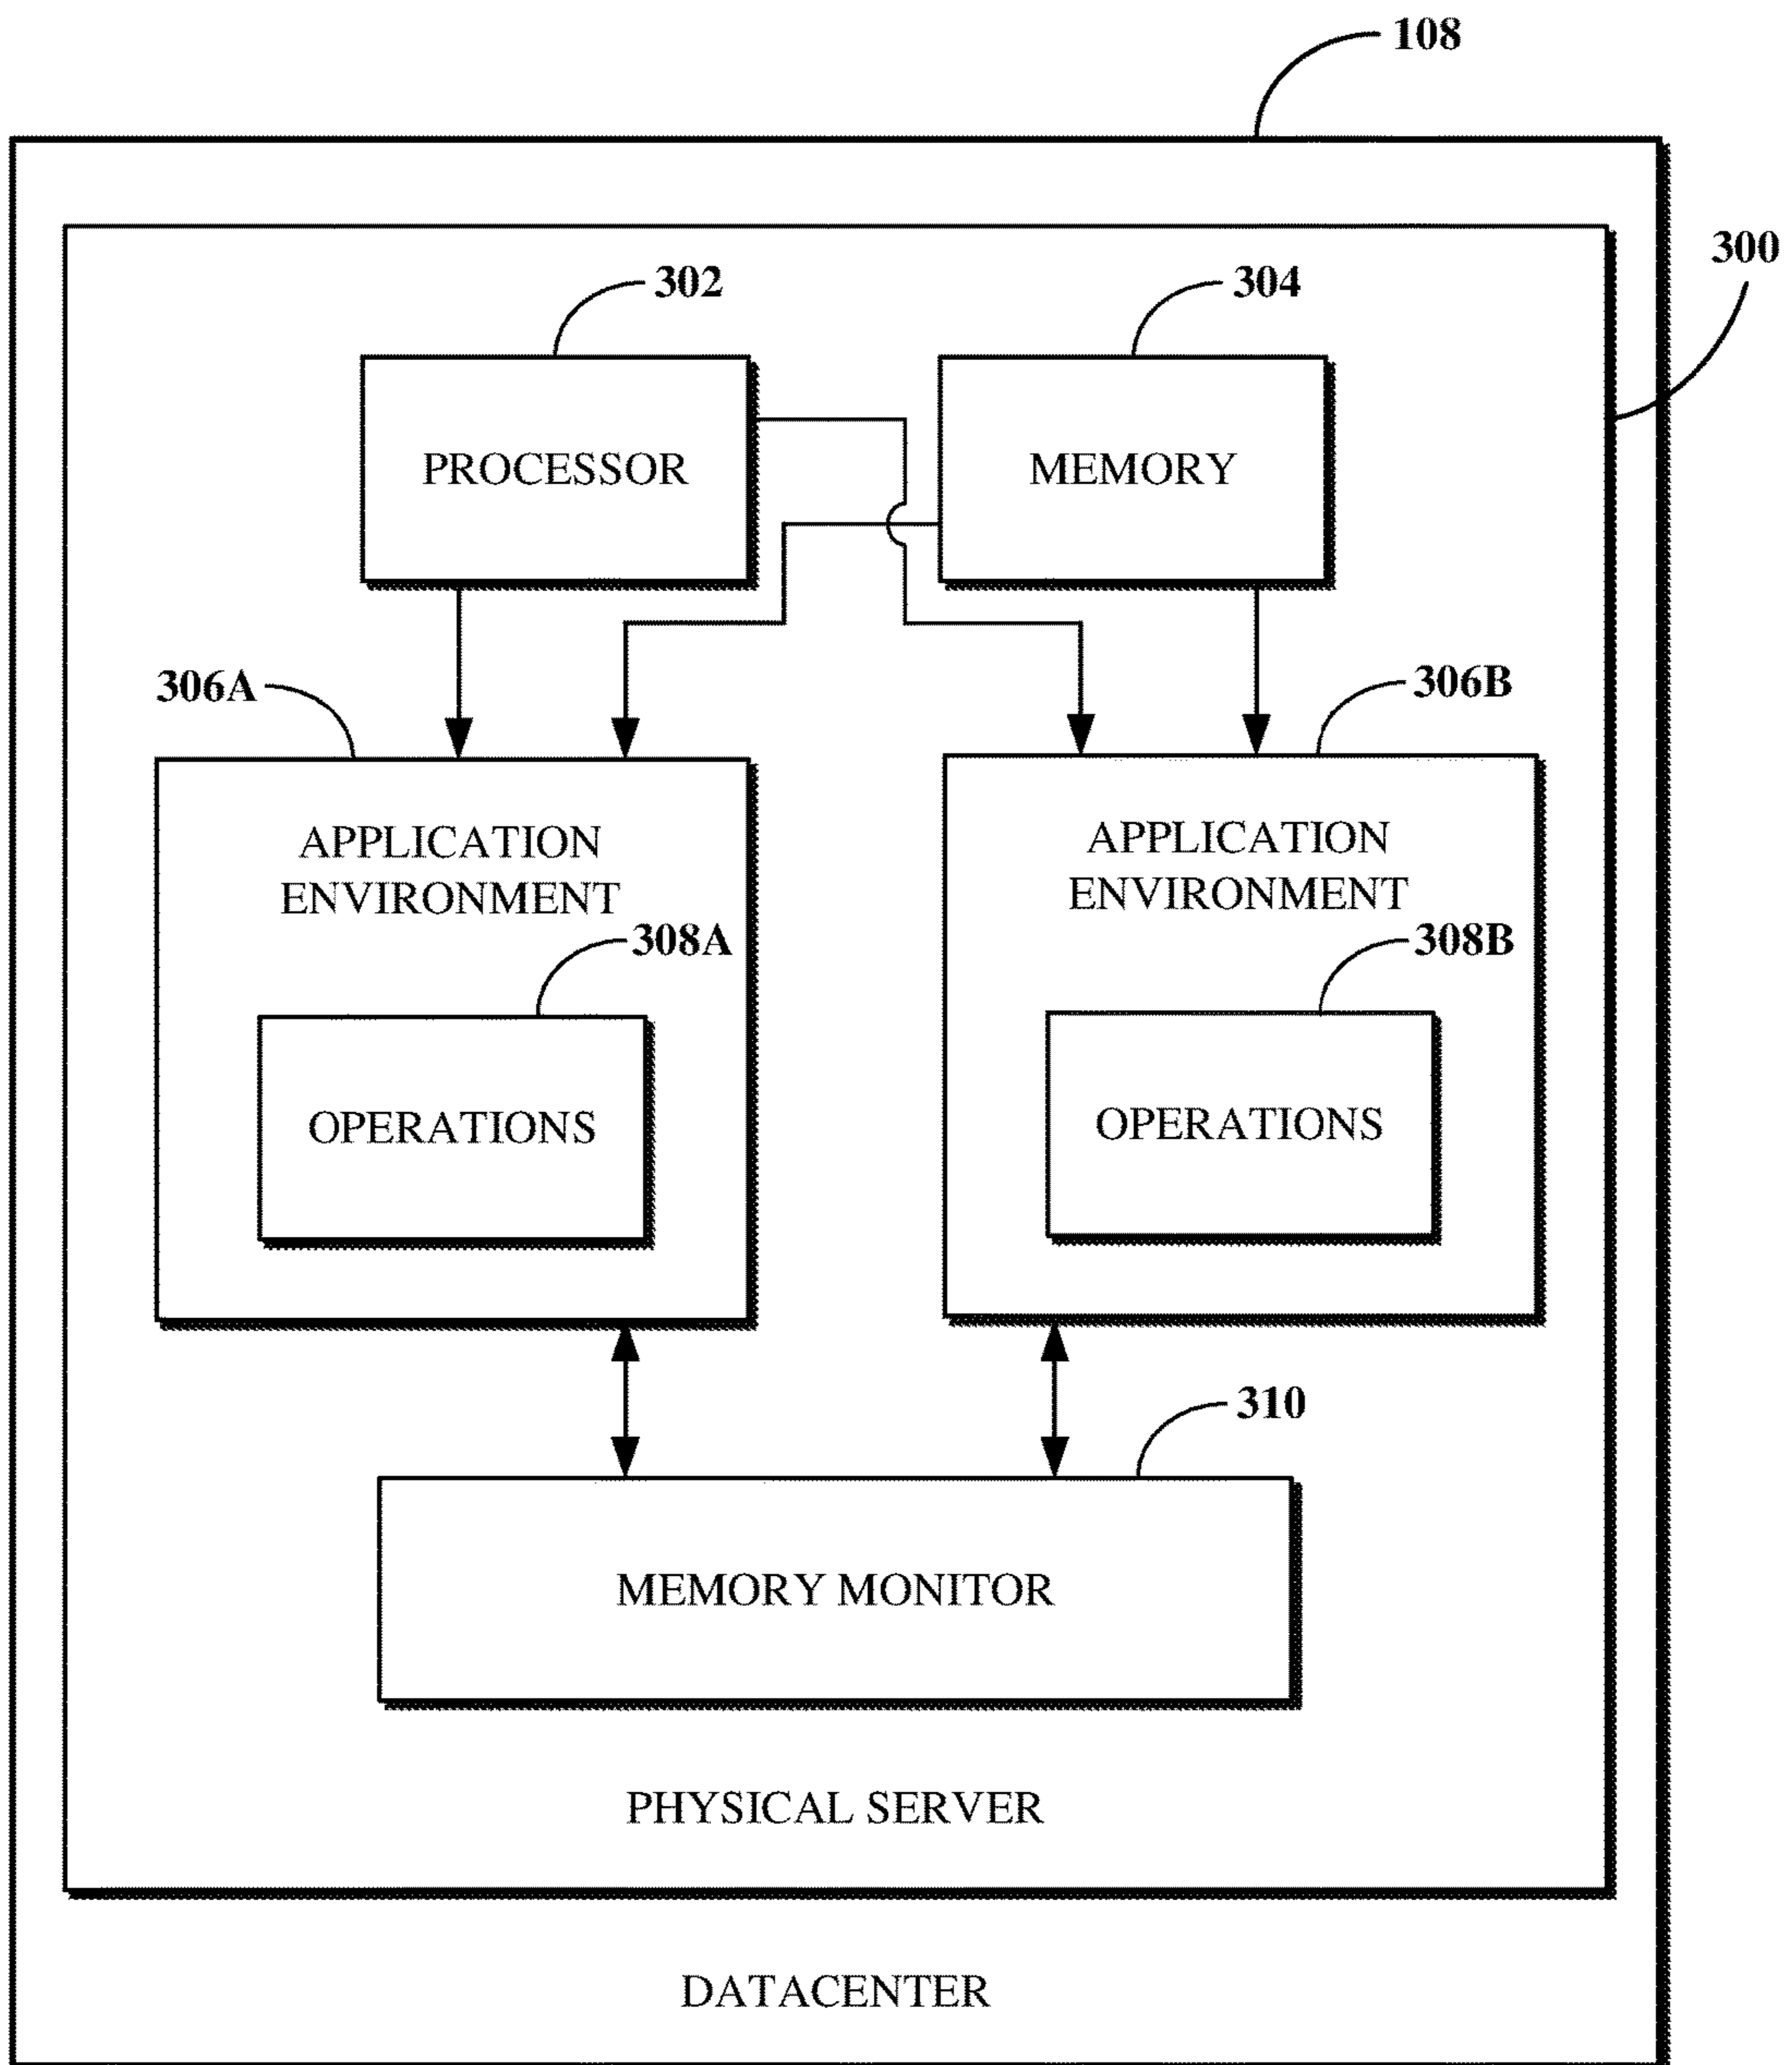 108
300
302
304
PROCESSOR
MEMORY
306A
306B
APPLICATION
ENVIRONMENT
308A
OPERATIONS
APPLICATION
ENVIRONMENT
308B
OPERATIONS
310
MEMORY MONITOR
PHYSICAL SERVER
DATACENTER